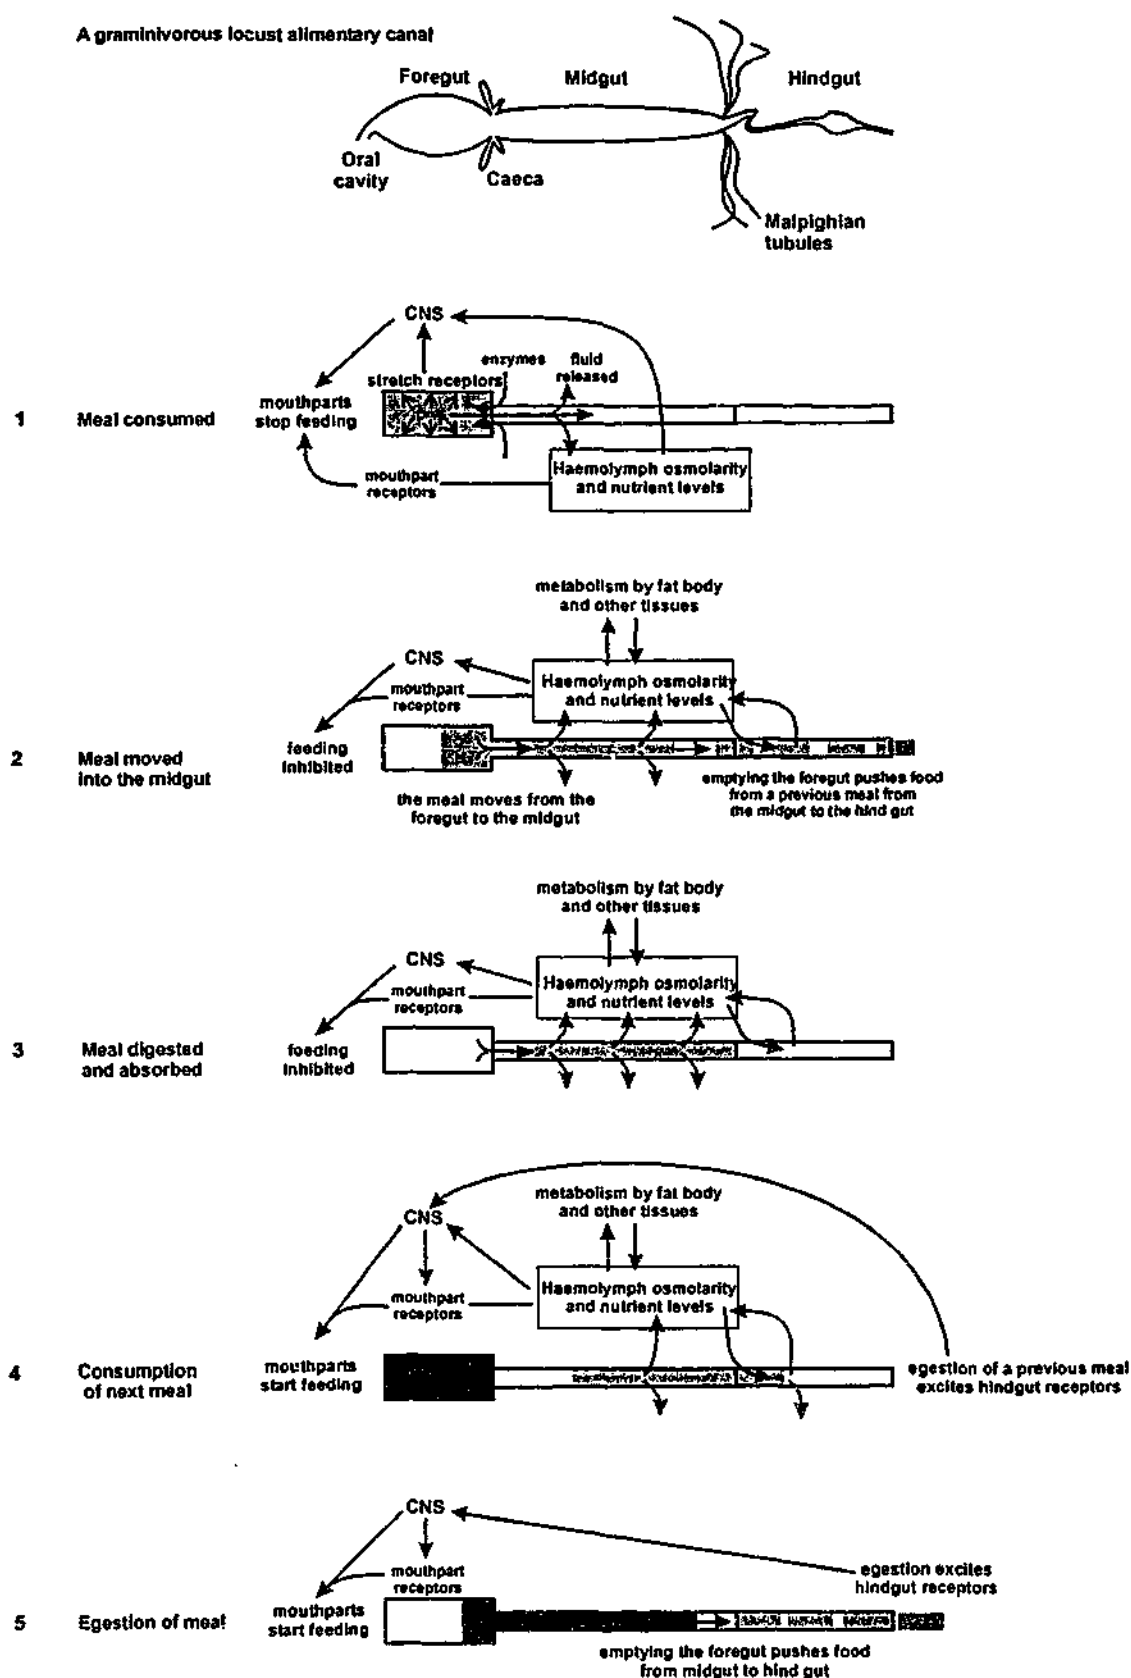 A graminivorous locust alimentary canal
Foregut
Midgut
Hindgut
Oral
cavity
Caeca
Malpighian
tubules
CNS
enzymes
fluid
released
stretch receptors
1
Meal consumed
mouthparts
stop feeding
mouthpart
receptors
Haemolymph osmolarity
and nutrient levels
metabolism by fat body
and other tissues
CNS
mouthpart
receptors
Haemolymph osmolarity
and nutrient levels
2
Meal moved
into the midgut
feeding
inhibited
the meal moves from the
foregut to the midgut
emptying the foregut pushes food
from a previous meal from
the midgut to the hind gut
metabolism by fat body
and other tissues
CNS
mouthpart
receptors
Haemolymph osmolarity
and nutrient levels
3
Meal digested
and absorbed
feeding
inhibited
metabolism by fat body
and other tissues
CNS
mouthpart
receptors
Haemolymph osmolarity
and nutrient levels
4
Consumption
of next meal
mouthparts
start feeding
egestion of a previous meal
excites hindgut receptors
CNS
mouthpart
receptors
egestion excites
hindgut receptors
5
Egestion of meal
mouthparts
start feeding
emptying the foregut pushes food
from midgut to hind gut